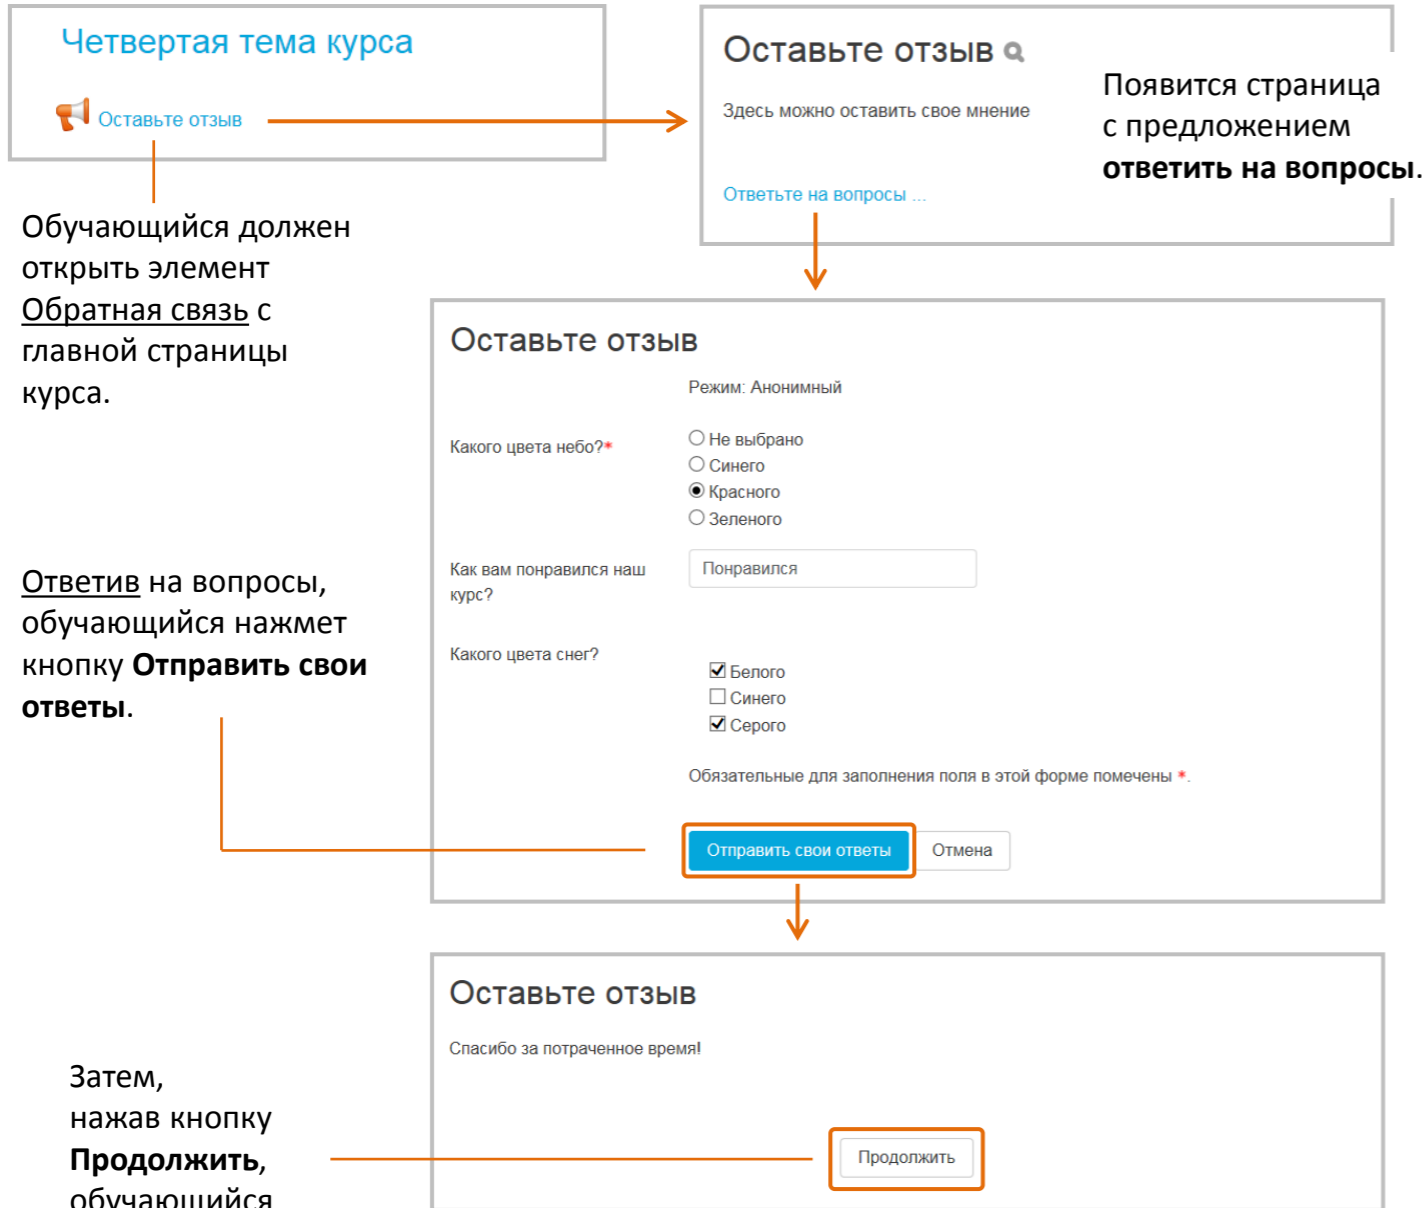 Четвертая тема курса
Оставьте отзыв
Обучающийся должен
открыть элемент
Обратная связь с
главной страницы
курса.
Оставьте отзыв
Здесь можно оставить свое мнение
Ответьте на вопросы ...
Появится страница
с предложением
ответить на вопросы.
Оставьте отзыв
Режим: Анонимный
Какого цвета небо?*
Не выбрано
Синего
Красного
Зеленого
Как вам понравился наш
курс?
Понравился
Какого цвета снег?
Белого
Синего
Серого
Обязательные для заполнения поля в этой форме помечены *.
Отправить свои ответы
Отмена
Ответив на вопросы,
обучающийся нажмет
кнопку Отправить свои
ответы.
Оставьте отзыв
Спасибо за потраченное время!
Продолжить
Затем,
нажав кнопку
Продолжить,
обучающийся